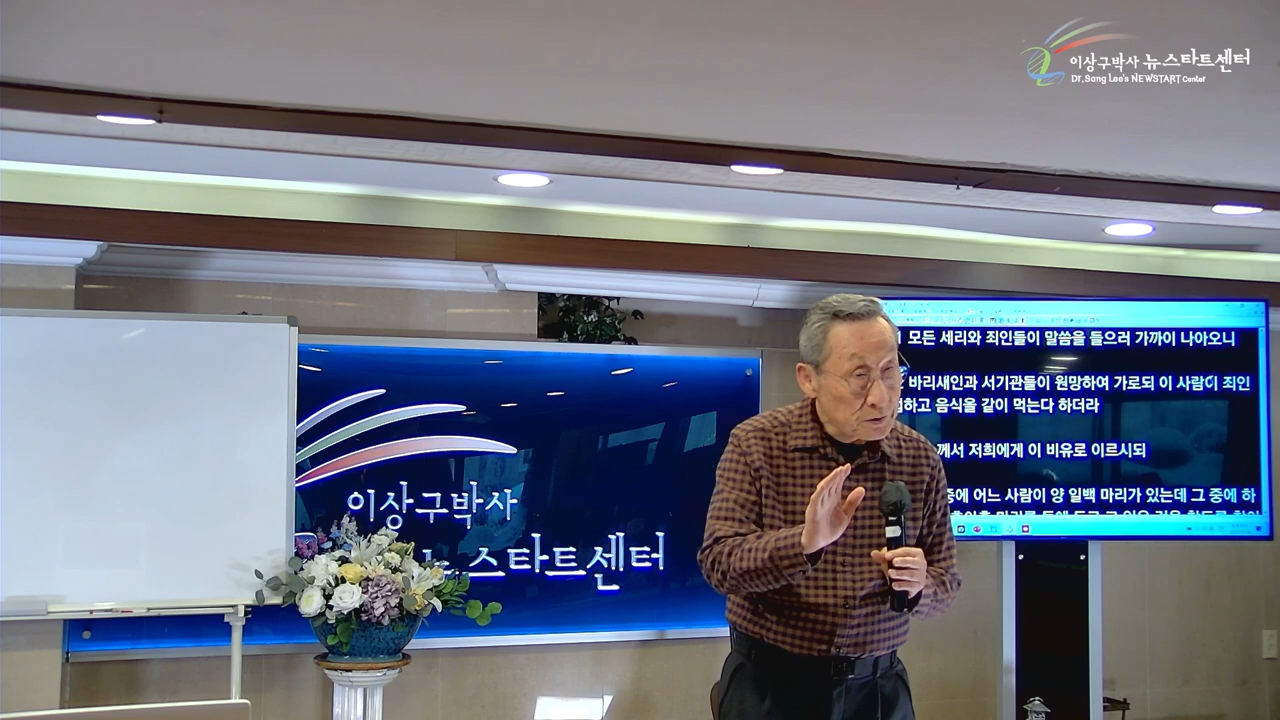 이상구박사 뉴스타트센터
Dr. Sang Lee's NEWSTART Center
모든 세리와 죄인들이 말씀을 들으러 가까이 나아오니
바리새인과 서기관들이 원망하여 가로되 이 사람이 죄인
하고 음식을 같이 먹는다 하더라
께서 저희에게 이 비유로 이르시되
중에 어느 사람이 양 일백 마리가 있는데 그 중에 하
이상구박사
뉴스타트센터